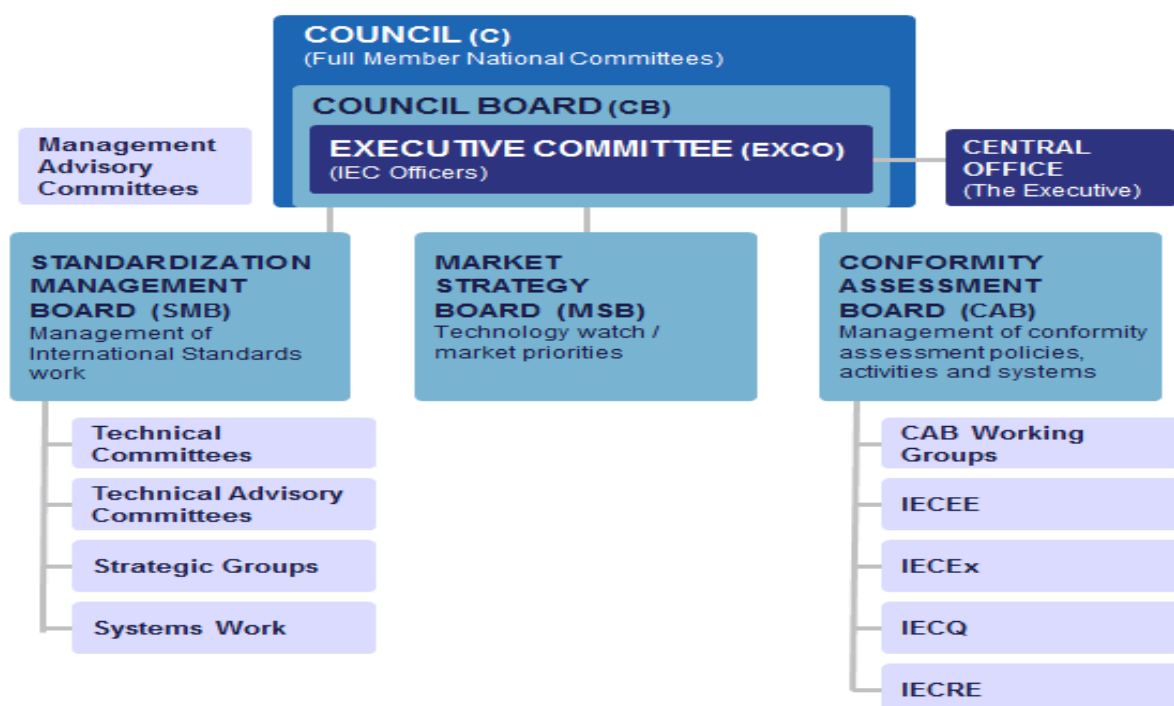 COUNCIL (C)
(Full Member National Committees)
COUNCIL BOARD (CB)
EXECUTIVE COMMITTEE (EXCO)
(IEC Officers)
Management
Advisory
Committees
CENTRAL
OFFICE
(The Executive)
STANDARDIZATION
MANAGEMENT
BOARD (SMB)
Management of
International Standards
work
MARKET
STRATEGY
BOARD (MSB)
Technology watch /
market priorities
CONFORMITY
ASSESSMENT
BOARD (CAB)
Management of conformity
assessment policies,
activities and systems
Technical
Committees
Technical Advisory
Committees
Strategic Groups
Systems Work
CAB Working
Groups
IECEE
IECEx
IECQ
IECRE